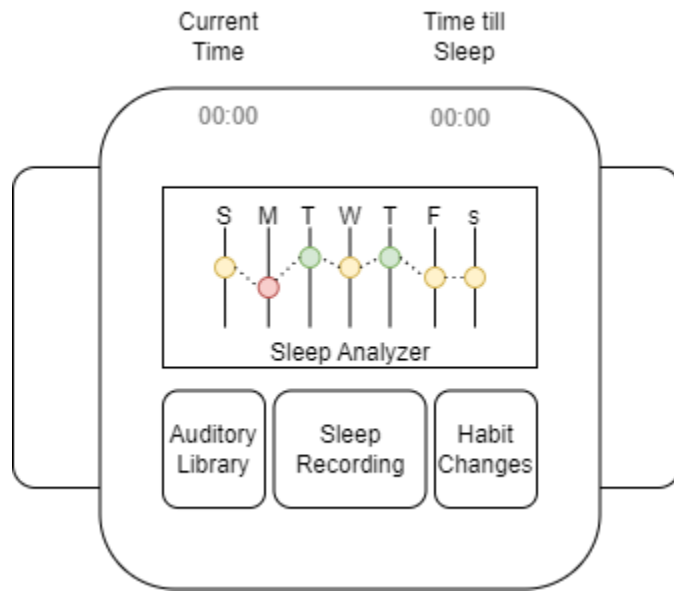 Current Time till
Time Sleep
00:00 00:00
S M T W T F s
Sleep Analyzer
Auditory Sleep Habit
Library Recording Changes